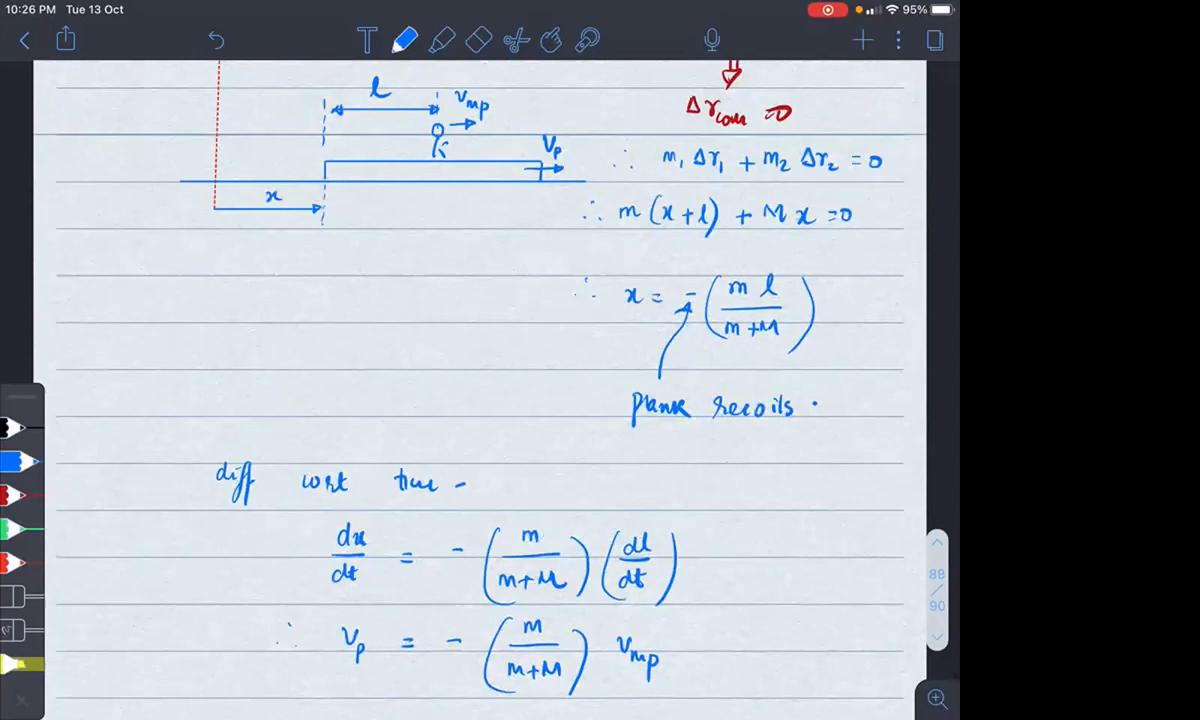 10:26 PM Tue 13 Oct
95%
l
v_mp
V_p
x
Δr_com = 0
∴ m₁ Δr₁ + m₂ Δr₂ = 0
∴ m (x+l) + M x = 0
∴ x = - (m l / m+M)
plank recoils .
diff wrt time -
dx/dt = - (m / m+M) (dl/dt)
∴ V_p = - (m / m+M) v_mp
88
/
90